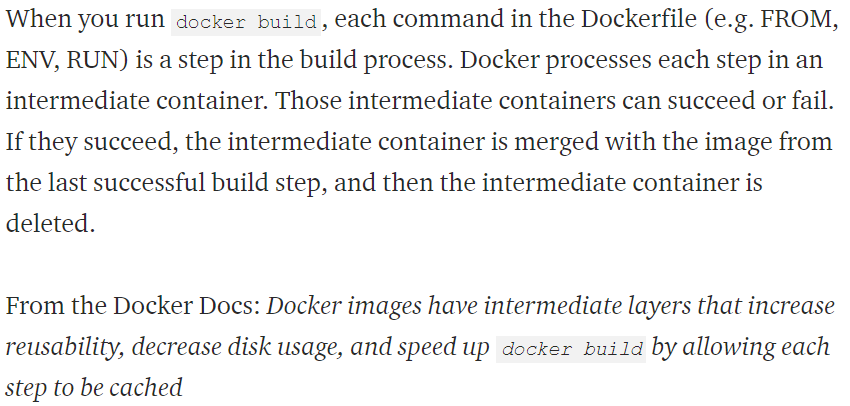 When you run docker build, each command in the Dockerfile (e.g. FROM,
ENV, RUN) is a step in the build process. Docker processes each step in an
intermediate container. Those intermediate containers can succeed or fail.
If they succeed, the intermediate container is merged with the image from
the last successful build step, and then the intermediate container is
deleted.
From the Docker Docs: Docker images have intermediate layers that increase
reusability, decrease disk usage, and speed up docker build by allowing each
step to be cached